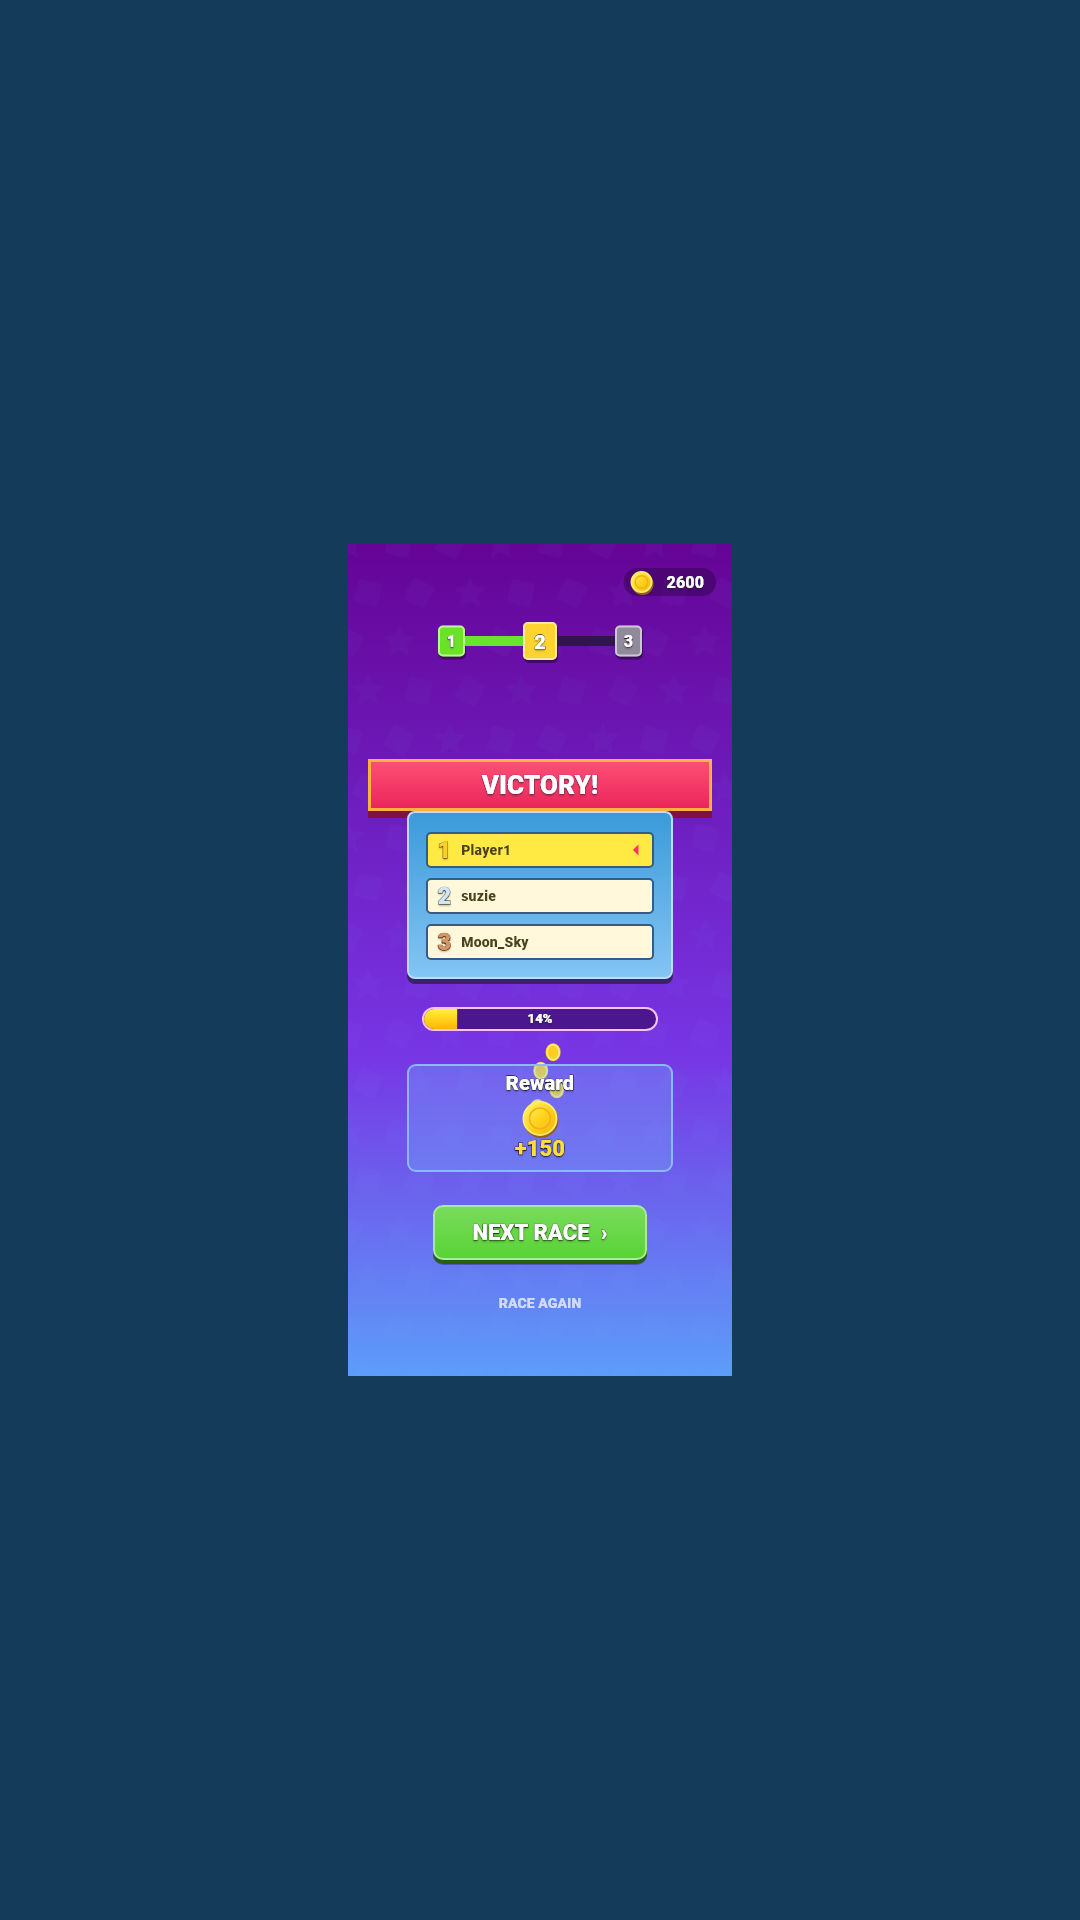 2600
1 2 3
VICTORY!
1 Player1
2 suzie
3 Moon_Sky
14%
Reward
+150
NEXT RACE ›
RACE AGAIN